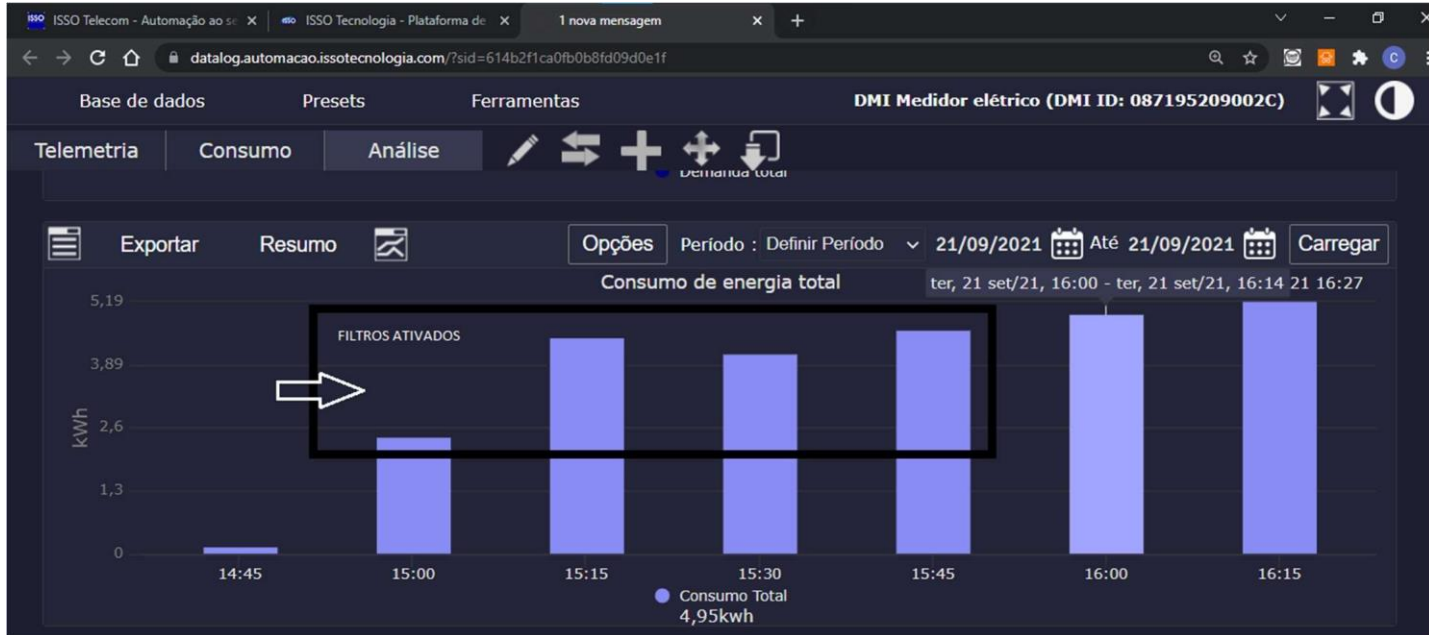 ISSO Telecom - Automação ao se
ISSO Tecnologia - Plataforma de
1 nova mensagem
datalog.automacao.issotecnologia.com/?sid=614b2f1ca0fb0b8fd09d0e1f
C
Base de dados Presets Ferramentas DMI Medidor elétrico (DMI ID: 087195209002C)
Telemetria Consumo Análise
Demanda total
Exportar Resumo Opções Período : Definir Período 21/09/2021 Até 21/09/2021 Carregar
Consumo de energia total ter, 21 set/21, 16:00 - ter, 21 set/21, 16:14 21 16:27
5,19
FILTROS ATIVADOS
3,89
kWh
2,6
1,3
0
14:45 15:00 15:15 15:30 15:45 16:00 16:15
Consumo Total
4,95kwh